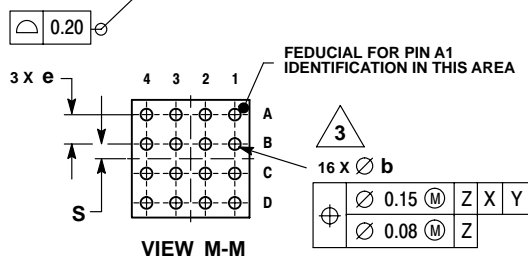 0.20
FEDUCIAL FOR PIN A1
IDENTIFICATION IN THIS AREA
3 X e
4 3 2 1
A
B
C
D
S
3
16 X ∅ b
∅ 0.15 Ⓜ Z X Y
∅ 0.08 Ⓜ Z
VIEW M-M